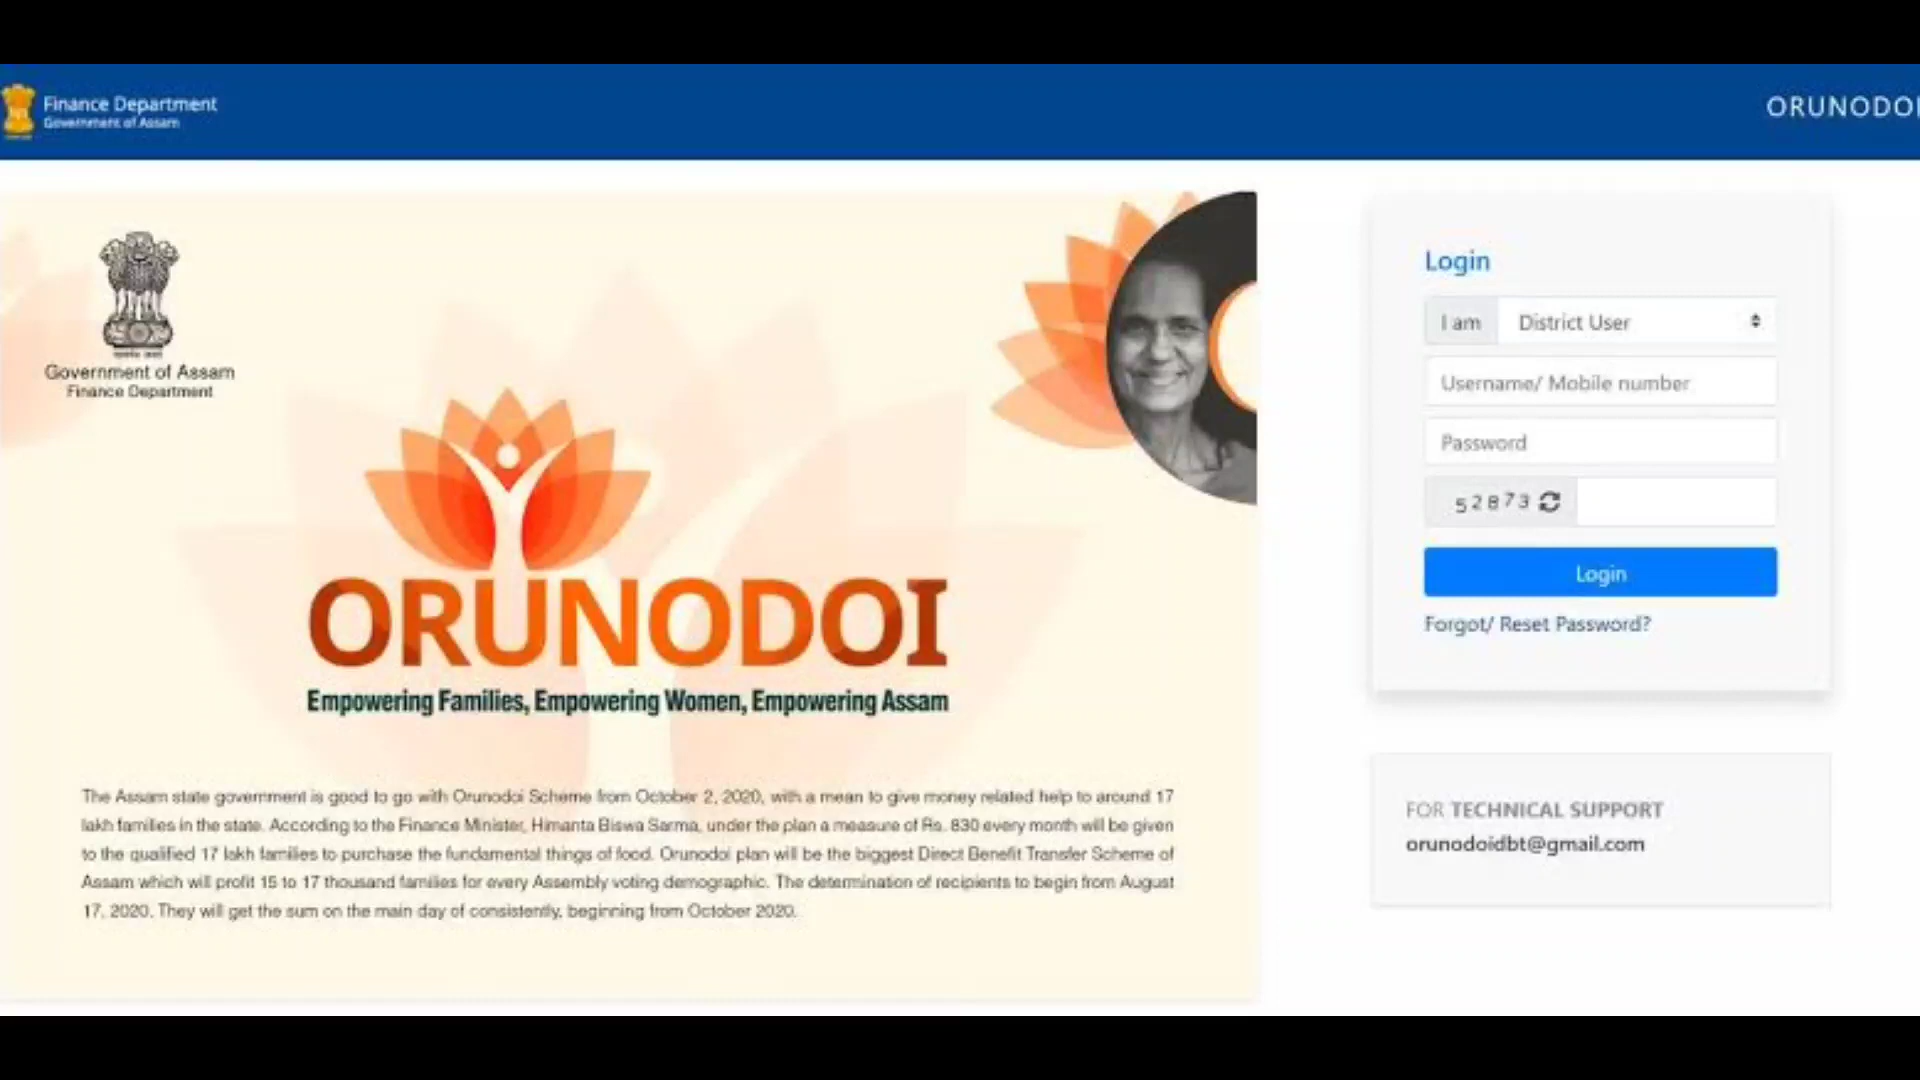 Finance Department
Government of Assam
ORUNODOI
Government of Assam
Finance Department
ORUNODOI
Empowering Families, Empowering Women, Empowering Assam
The Assam state government is good to go with Orunodoi Scheme from October 2, 2020, with a mean to give money related help to around 17
lakh families in the state. According to the Finance Minister, Himanta Biswa Sarma, under the plan a measure of Rs. 830 every month will be given
to the qualified 17 lakh families to purchase the fundamental things of food. Orunodoi plan will be the biggest Direct Benefit Transfer Scheme of
Assam which will profit 15 to 17 thousand families for every Assembly voting demographic. The determination of recipients to begin from August
17, 2020. They will get the sum on the main day of consistently, beginning from October 2020.
Login
I am District User
Username/ Mobile number
Password
52873
Login
Forgot/ Reset Password?
FOR TECHNICAL SUPPORT
orunodoidbt@gmail.com